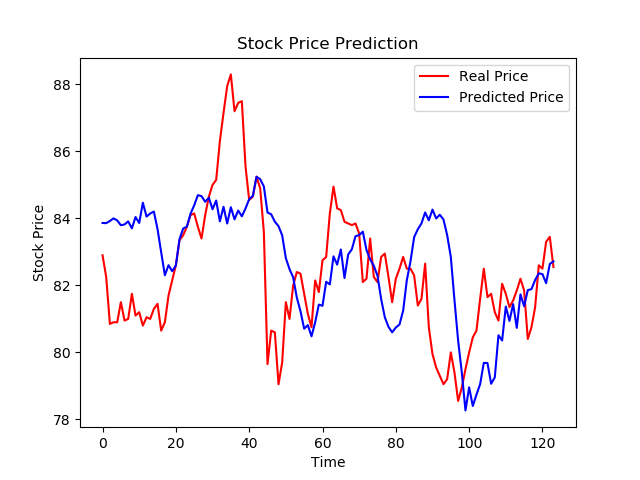 Stock Price Prediction
Real Price
Predicted Price
88
86
84
82
80
78
Stock Price
0 20 40 60 80 100 120
Time